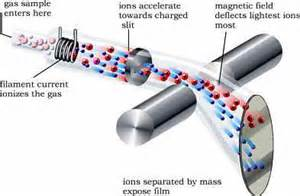 gas sample
enters here
ions accelerate
towards charged
slit
magnetic field
deflects lightest ions
most
filament current
ionizes the gas
ions separated by mass
expose film